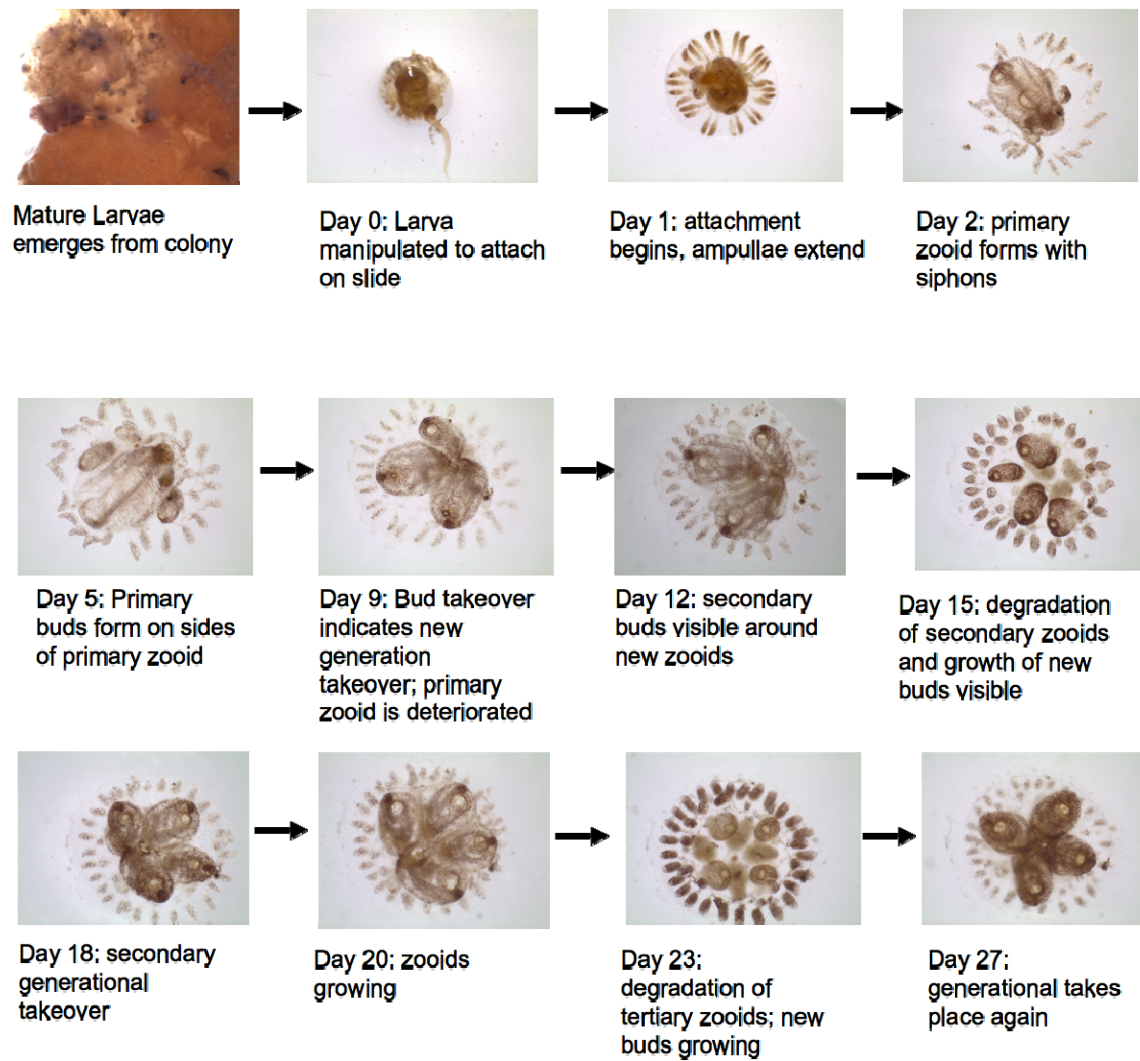 Mature Larvae
emerges from colony
Day 0: Larva
manipulated to attach
on slide
Day 1: attachment
begins, ampullae extend
Day 2: primary
zooid forms with
siphons
Day 5: Primary
buds form on sides
of primary zooid
Day 9: Bud takeover
indicates new
generation
takeover; primary
zooid is deteriorated
Day 12: secondary
buds visible around
new zooids
Day 15: degradation
of secondary zooids
and growth of new
buds visible
Day 18: secondary
generational
takeover
Day 20: zooids
growing
Day 23:
degradation of
tertiary zooids; new
buds growing
Day 27:
generational takes
place again